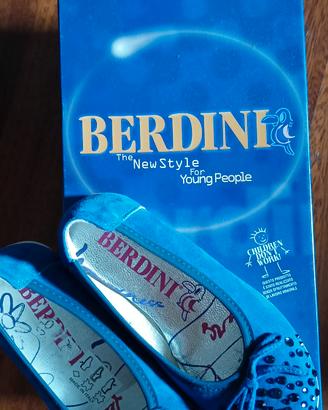 BERDINI
The
New Style
For
Young People
CHILDREN
DON'T
WORK!
BERDINI
BERDINI